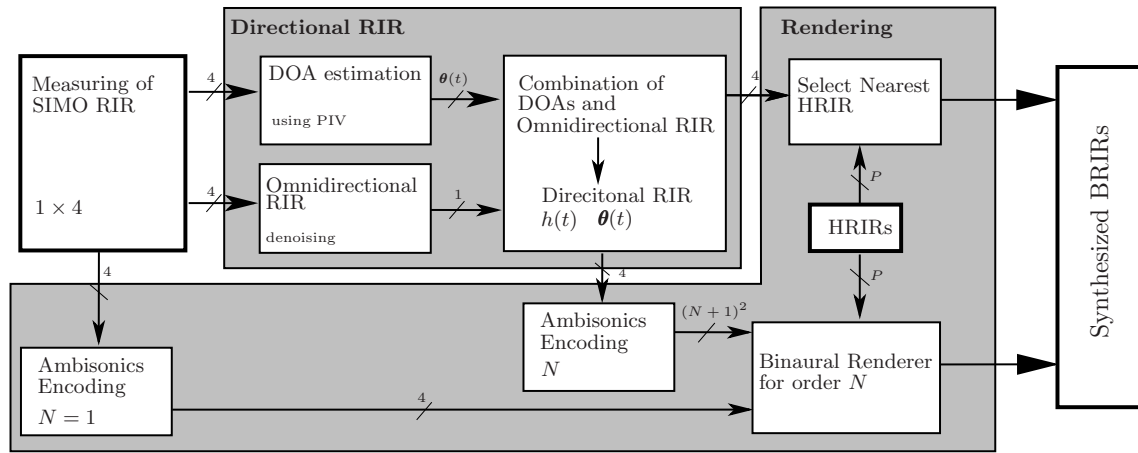 Directional RIR
Rendering
Measuring of
SIMO RIR
1 × 4
4
DOA estimation
using PIV
θ(t)
4
Omnidirectional
RIR
denoising
1
Combination of
DOAs and
Omnidirectional RIR
Direcitonal RIR
h(t) θ(t)
4
Select Nearest
HRIR
P
HRIRs
P
4
Ambisonics
Encoding
N = 1
4
4
Ambisonics
Encoding
N
(N + 1)²
Binaural Renderer
for order N
Synthesized BRIRs